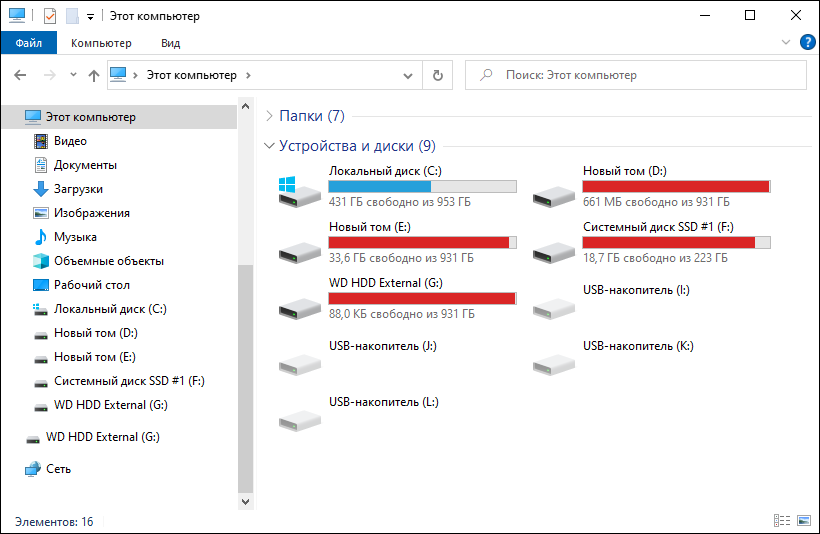 Этот компьютер
Файл
Компьютер
Вид
Этот компьютер
Поиск: Этот компьютер
Этот компьютер
Видео
Документы
Загрузки
Изображения
Музыка
Объемные объекты
Рабочий стол
Локальный диск (C:)
Новый том (D:)
Новый том (E:)
Системный диск SSD #1 (F:)
WD HDD External (G:)
WD HDD External (G:)
Сеть
Папки (7)
Устройства и диски (9)
Локальный диск (C:)
431 ГБ свободно из 953 ГБ
Новый том (D:)
661 МБ свободно из 931 ГБ
Новый том (E:)
33,6 ГБ свободно из 931 ГБ
Системный диск SSD #1 (F:)
18,7 ГБ свободно из 223 ГБ
WD HDD External (G:)
88,0 КБ свободно из 931 ГБ
USB-накопитель (I:)
USB-накопитель (J:)
USB-накопитель (K:)
USB-накопитель (L:)
Элементов: 16